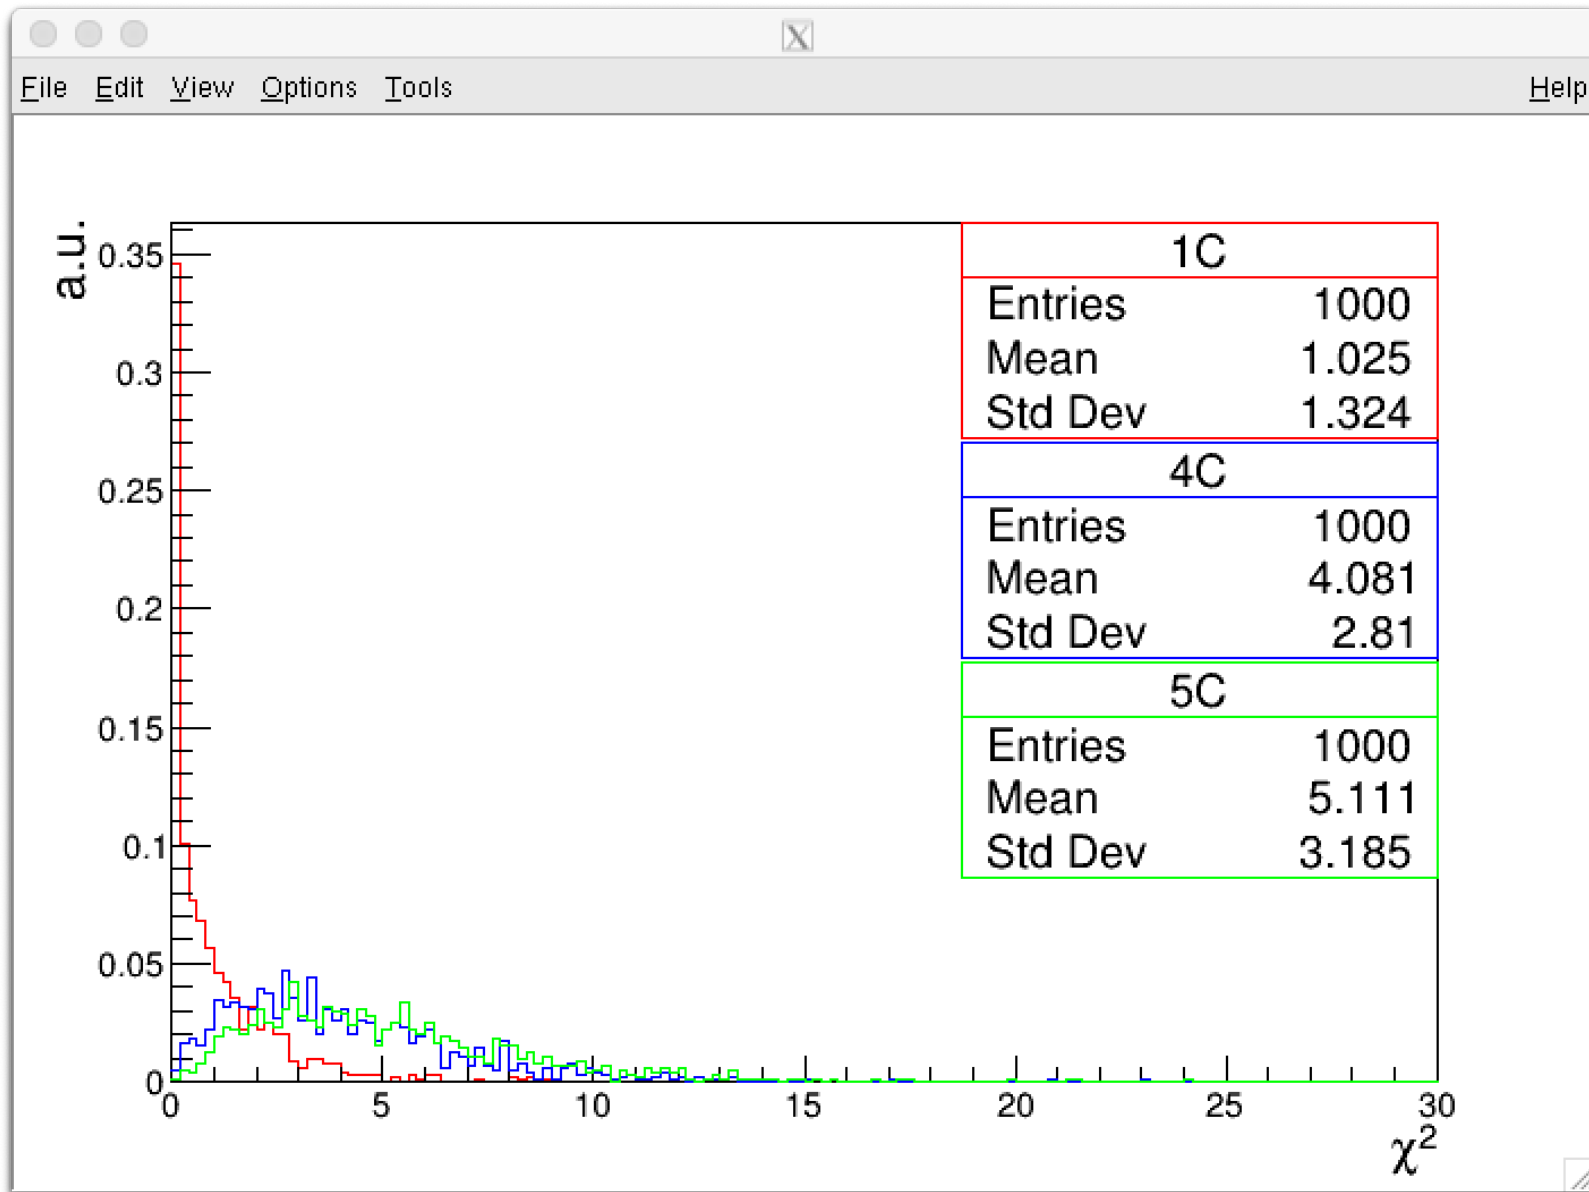 X
File Edit View Options Tools Help
a.u.
0.35
0.3
0.25
0.2
0.15
0.1
0.05
0
1C
Entries 1000
Mean 1.025
Std Dev 1.324
4C
Entries 1000
Mean 4.081
Std Dev 2.81
5C
Entries 1000
Mean 5.111
Std Dev 3.185
0 5 10 15 20 25 30
χ²